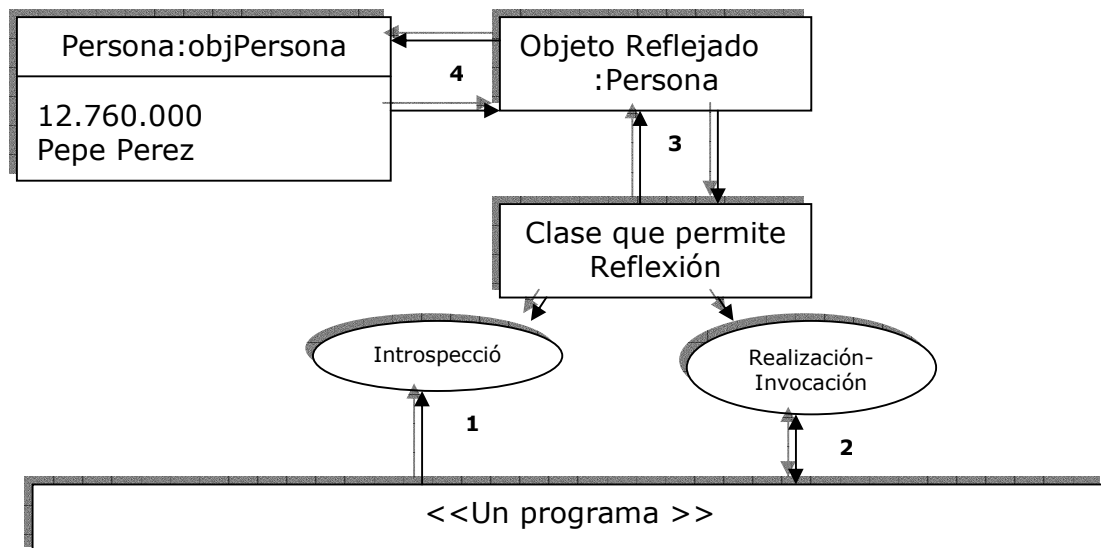 Persona:objPersona
12.760.000
Pepe Perez
4
Objeto Reflejado
:Persona
3
Clase que permite
Reflexión
Introspecció
Realización-
Invocación
1
2
<<Un programa >>